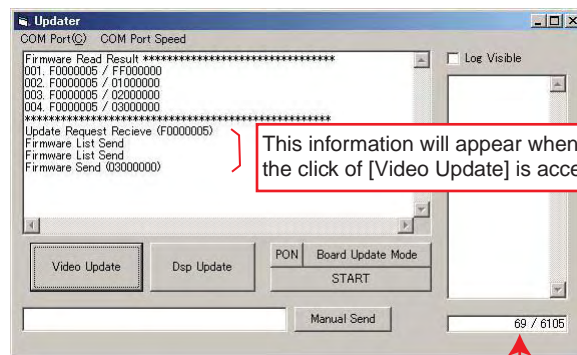 Updater
COM Port(C) COM Port Speed
Firmware Read Result ************************************
001. F0000005 / FF000000
002. F0000005 / 01000000
003. F0000005 / 02000000
004. F0000005 / 03000000
*********************************************************
Update Request Recieve (F0000005)
Firmware List Send
Firmware List Send
Firmware Send (03000000)
Log Visible
This information will appear when
the click of [Video Update] is acce
Video Update
Dsp Update
PON
Board Update Mode
START
Manual Send
69 / 6105